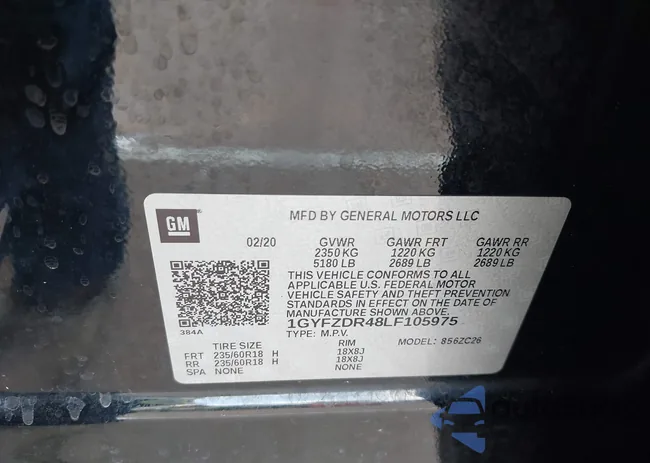 GM
MFD BY GENERAL MOTORS LLC
02/20 GVWR GAWR FRT GAWR RR
2350 KG 1220 KG 1220 KG
5180 LB 2689 LB 2689 LB
THIS VEHICLE CONFORMS TO ALL
APPLICABLE U.S. FEDERAL MOTOR
VEHICLE SAFETY AND THEFT PREVENTION
STANDARDS IN EFFECT ON THE DATE OF
MANUFACTURE SHOWN ABOVE.
1GYFZDR48LF105975
TYPE: M.P.V. MODEL: 856ZC26
384A
TIRE SIZE RIM
FRT 235/60R18 H 18X8J
RR 235/60R18 H 18X8J
SPA NONE NONE